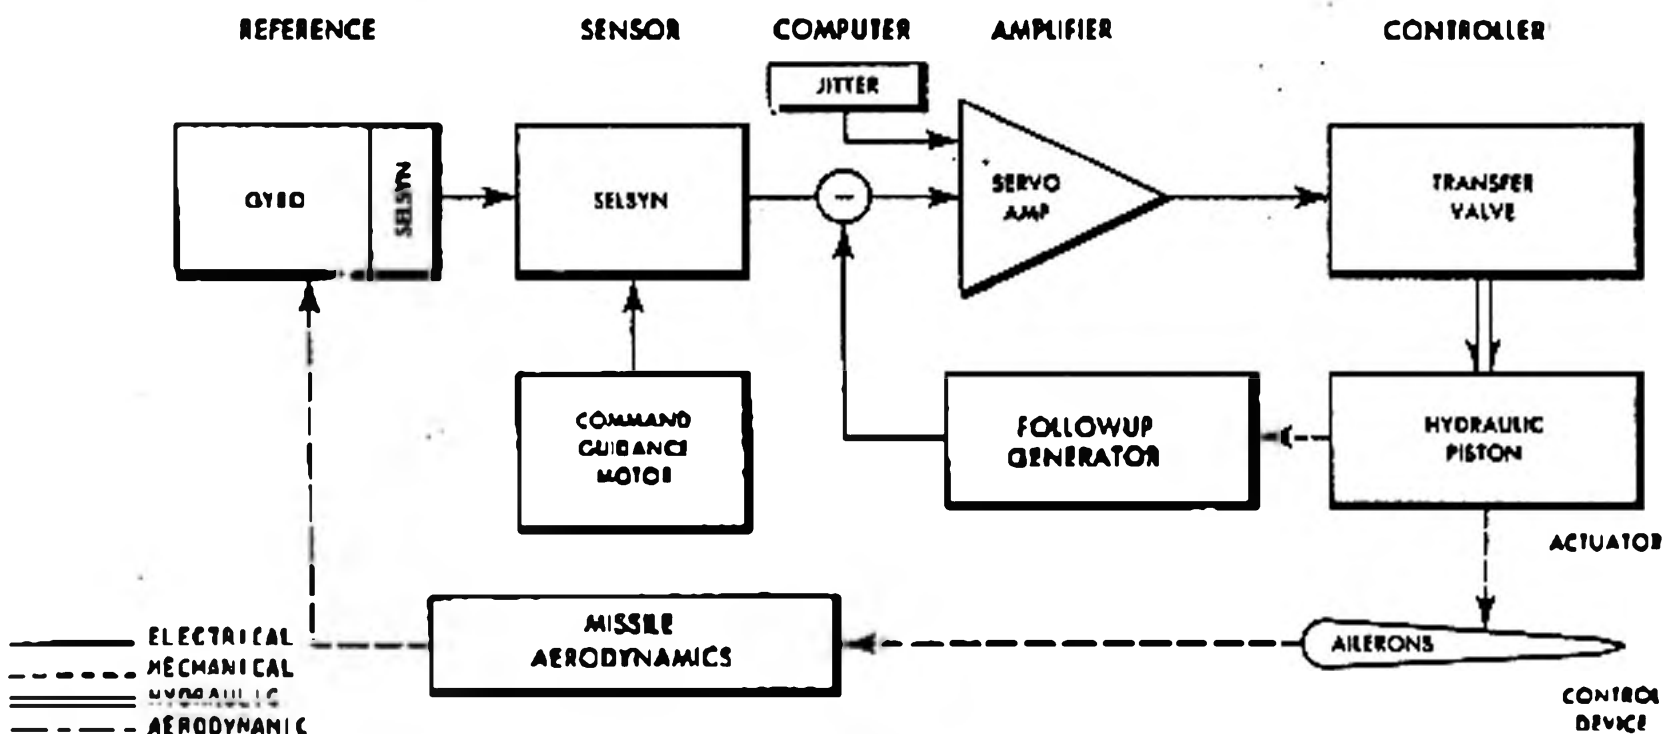 REFERENCE
SENSOR
COMPUTER
AMPLIFIER
CONTROLLER
JITTER
GYRO
SELSYN
SELSYN
−
SERVO
AMP
TRANSFER
VALVE
COMMAND
GUIDANCE
MOTOR
FOLLOWUP
GENERATOR
HYDRAULIC
PISTON
ACTUATOR
MISSILE
AERODYNAMICS
AILERONS
CONTROL
DEVICE
ELECTRICAL
MECHANICAL
HYDRAULIC
AERODYNAMIC